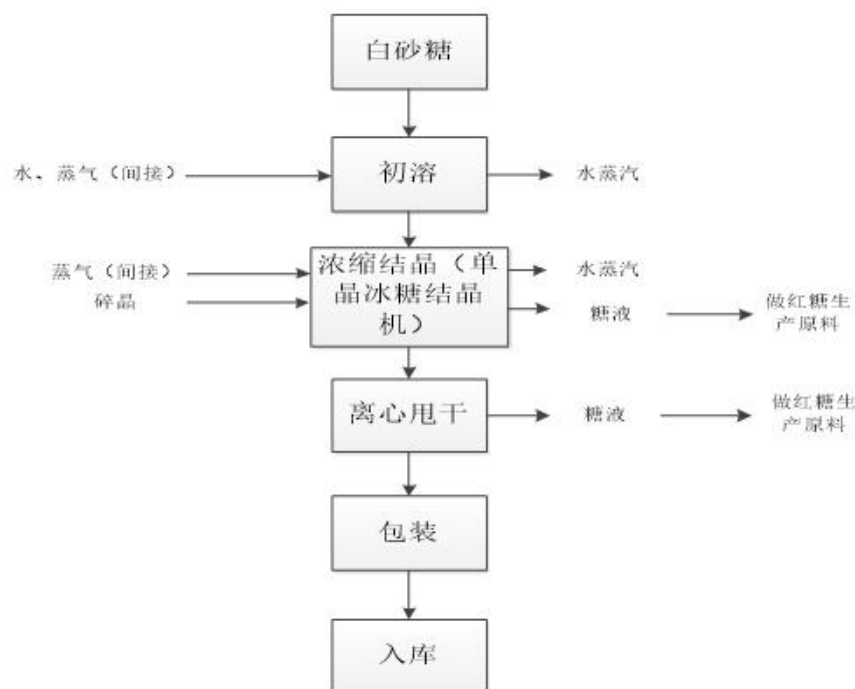 白砂糖
水、蒸气（间接）
初溶
水蒸汽
蒸气（间接）
碎晶
浓缩结晶（单
晶冰糖结晶
机）
水蒸汽
糖液
做红糖生
产原料
离心甩干
糖液
做红糖生
产原料
包装
入库